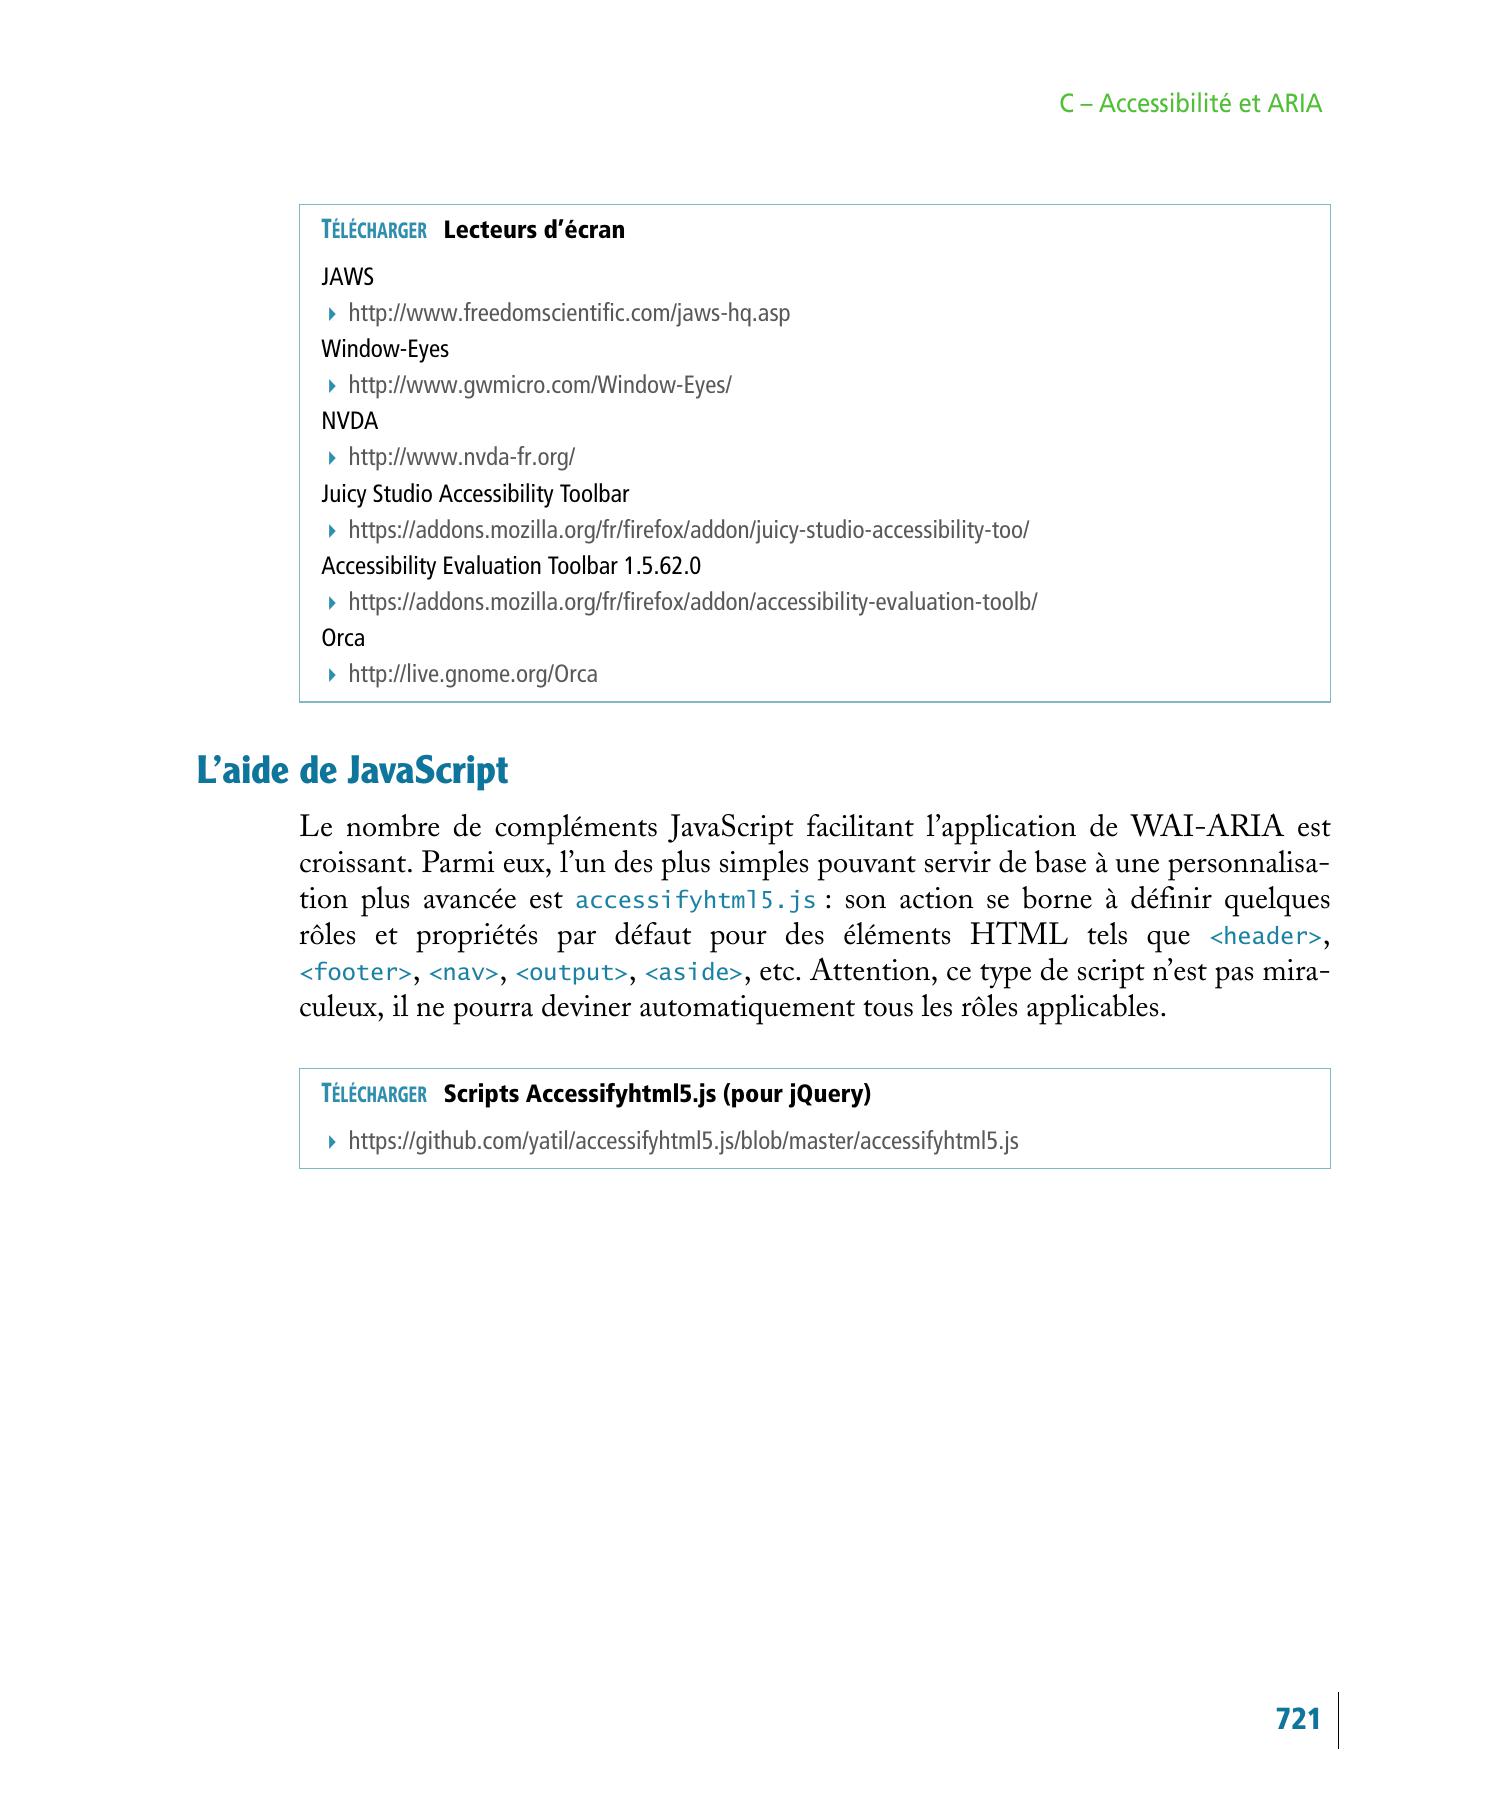 C – Accessibilité et ARIA
TÉLÉCHARGER Lecteurs d’écran
JAWS
http://www.freedomscientific.com/jaws-hq.asp
Window-Eyes
http://www.gwmicro.com/Window-Eyes/
NVDA
http://www.nvda-fr.org/
Juicy Studio Accessibility Toolbar
https://addons.mozilla.org/fr/firefox/addon/juicy-studio-accessibility-too/
Accessibility Evaluation Toolbar 1.5.62.0
https://addons.mozilla.org/fr/firefox/addon/accessibility-evaluation-toolb/
Orca
http://live.gnome.org/Orca
L’aide de JavaScript
Le nombre de compléments JavaScript facilitant l’application de WAI-ARIA est
croissant. Parmi eux, l’un des plus simples pouvant servir de base à une personnalisa-
tion plus avancée est accessifyhtml5.js : son action se borne à définir quelques
rôles et propriétés par défaut pour des éléments HTML tels que <header>,
<footer>, <nav>, <output>, <aside>, etc. Attention, ce type de script n’est pas mira-
culeux, il ne pourra deviner automatiquement tous les rôles applicables.
TÉLÉCHARGER Scripts Accessifyhtml5.js (pour jQuery)
https://github.com/yatil/accessifyhtml5.js/blob/master/accessifyhtml5.js
721